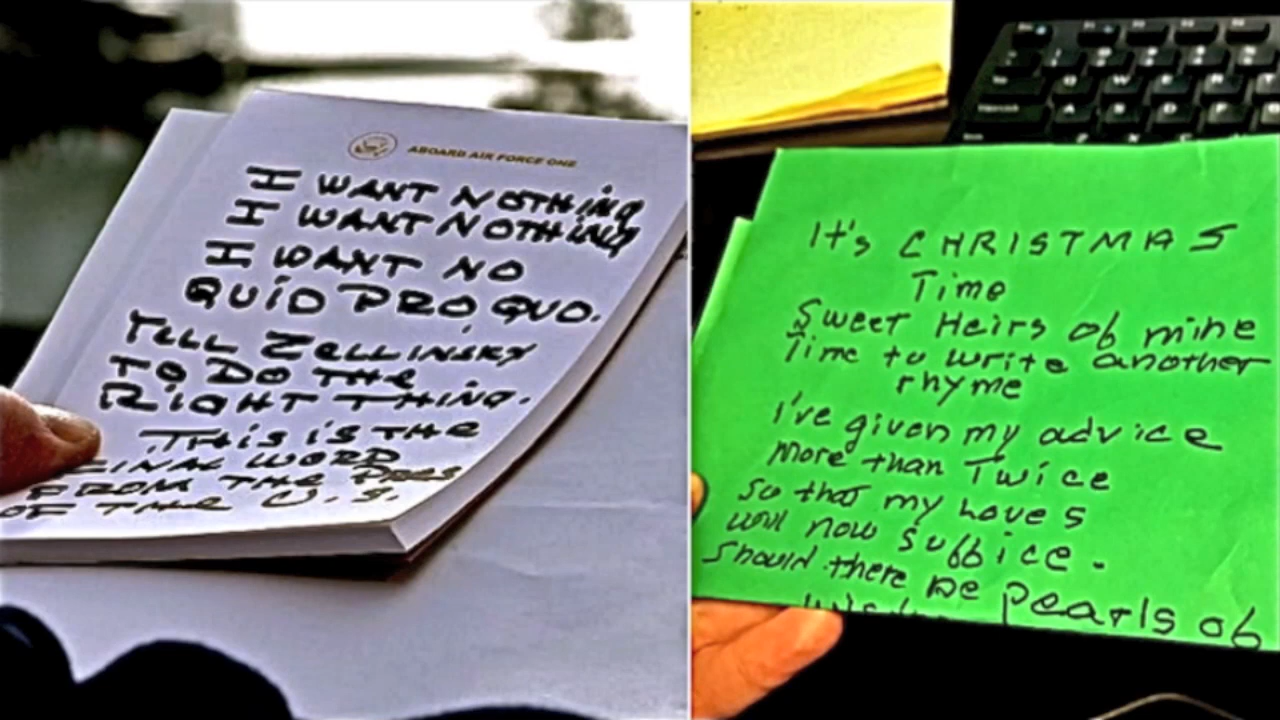 ABOARD AIR FORCE ONE
I WANT NOTHING
I WANT NOTHING
I WANT NO
QUID PRO QUO.
TELL ZELLINSKY
TO DO THE
RIGHT THING.
THIS IS THE
FINAL WORD
FROM THE PRES
OF THE U.S.
It's CHRISTMAS
Time
Sweet Heirs of mine
Time to write another
rhyme
I've given my advice
more than Twice
so that my Love s
will now suffice.
Should there be pearls of